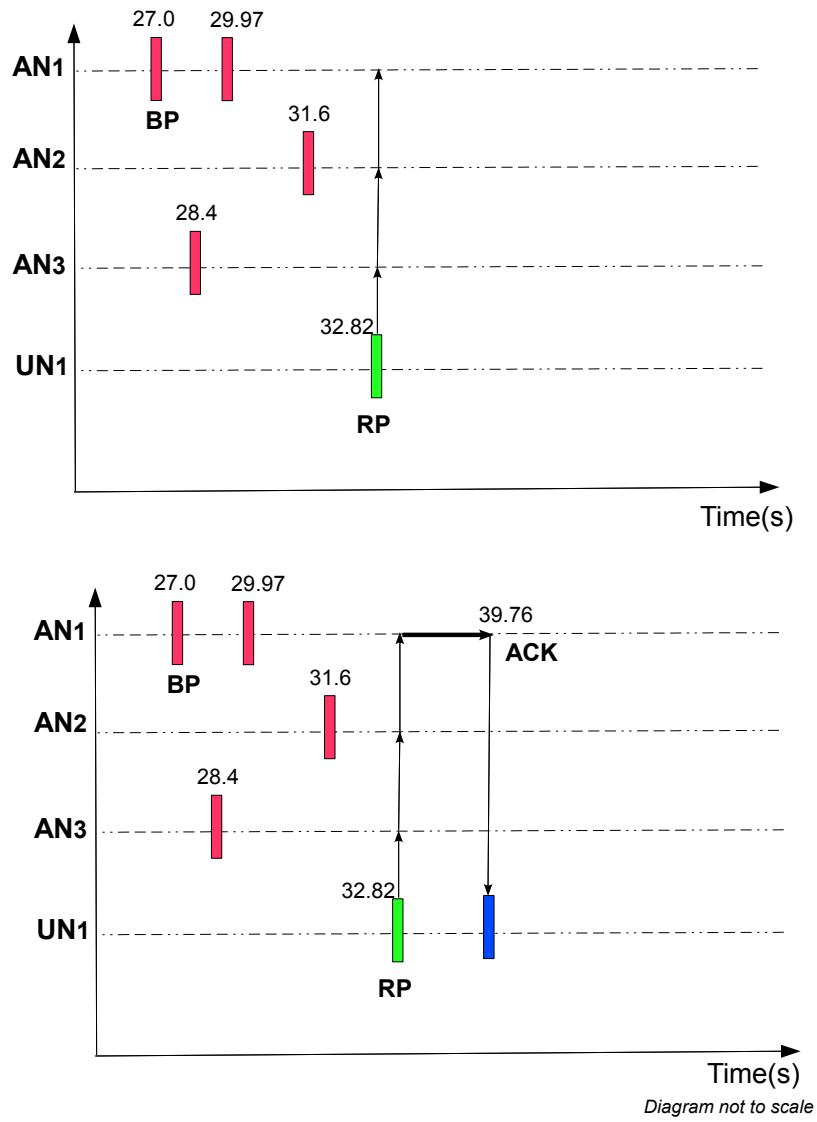 27.0 29.97
AN1
BP
31.6
AN2
28.4
AN3
32.82
UN1
RP
Time(s)
27.0 29.97
39.76
AN1
ACK
BP
31.6
AN2
28.4
AN3
32.82
UN1
RP
Time(s)
Diagram not to scale